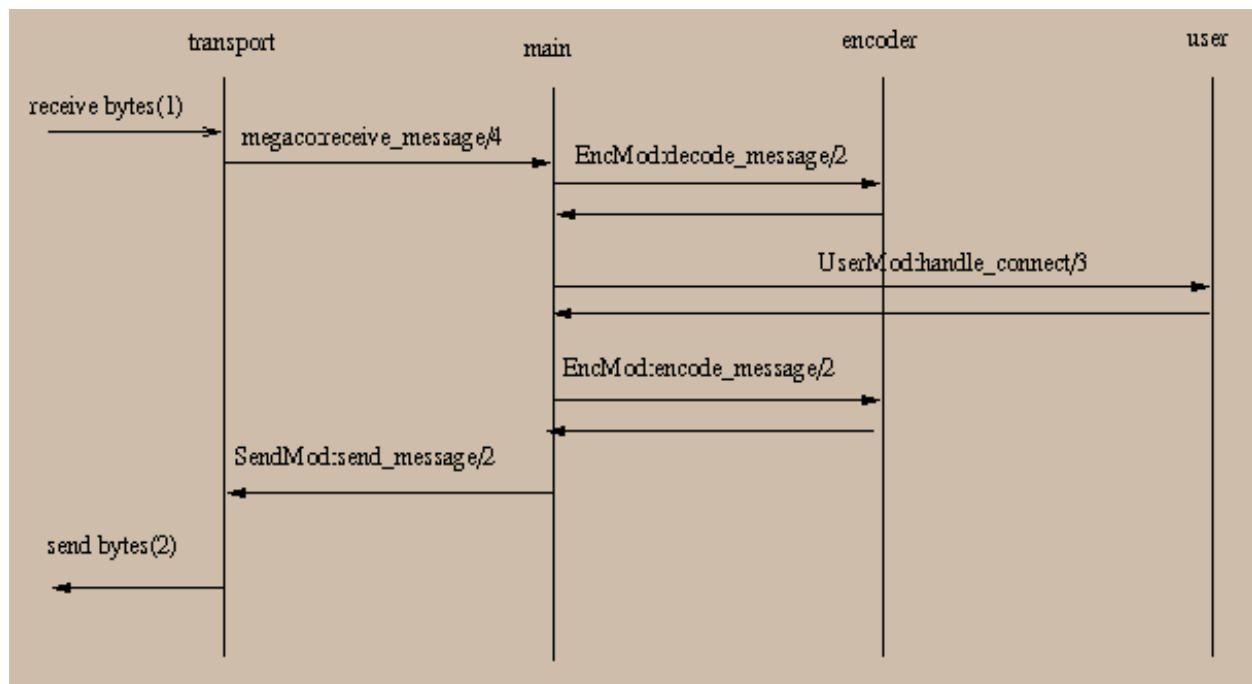 transport
main
encoder
user
receive bytes(1)
megaco:receive_message/4
EncMod:decode_message/2
UserMod:handle_connect/3
EncMod:encode_message/2
SendMod:send_message/2
send bytes(2)